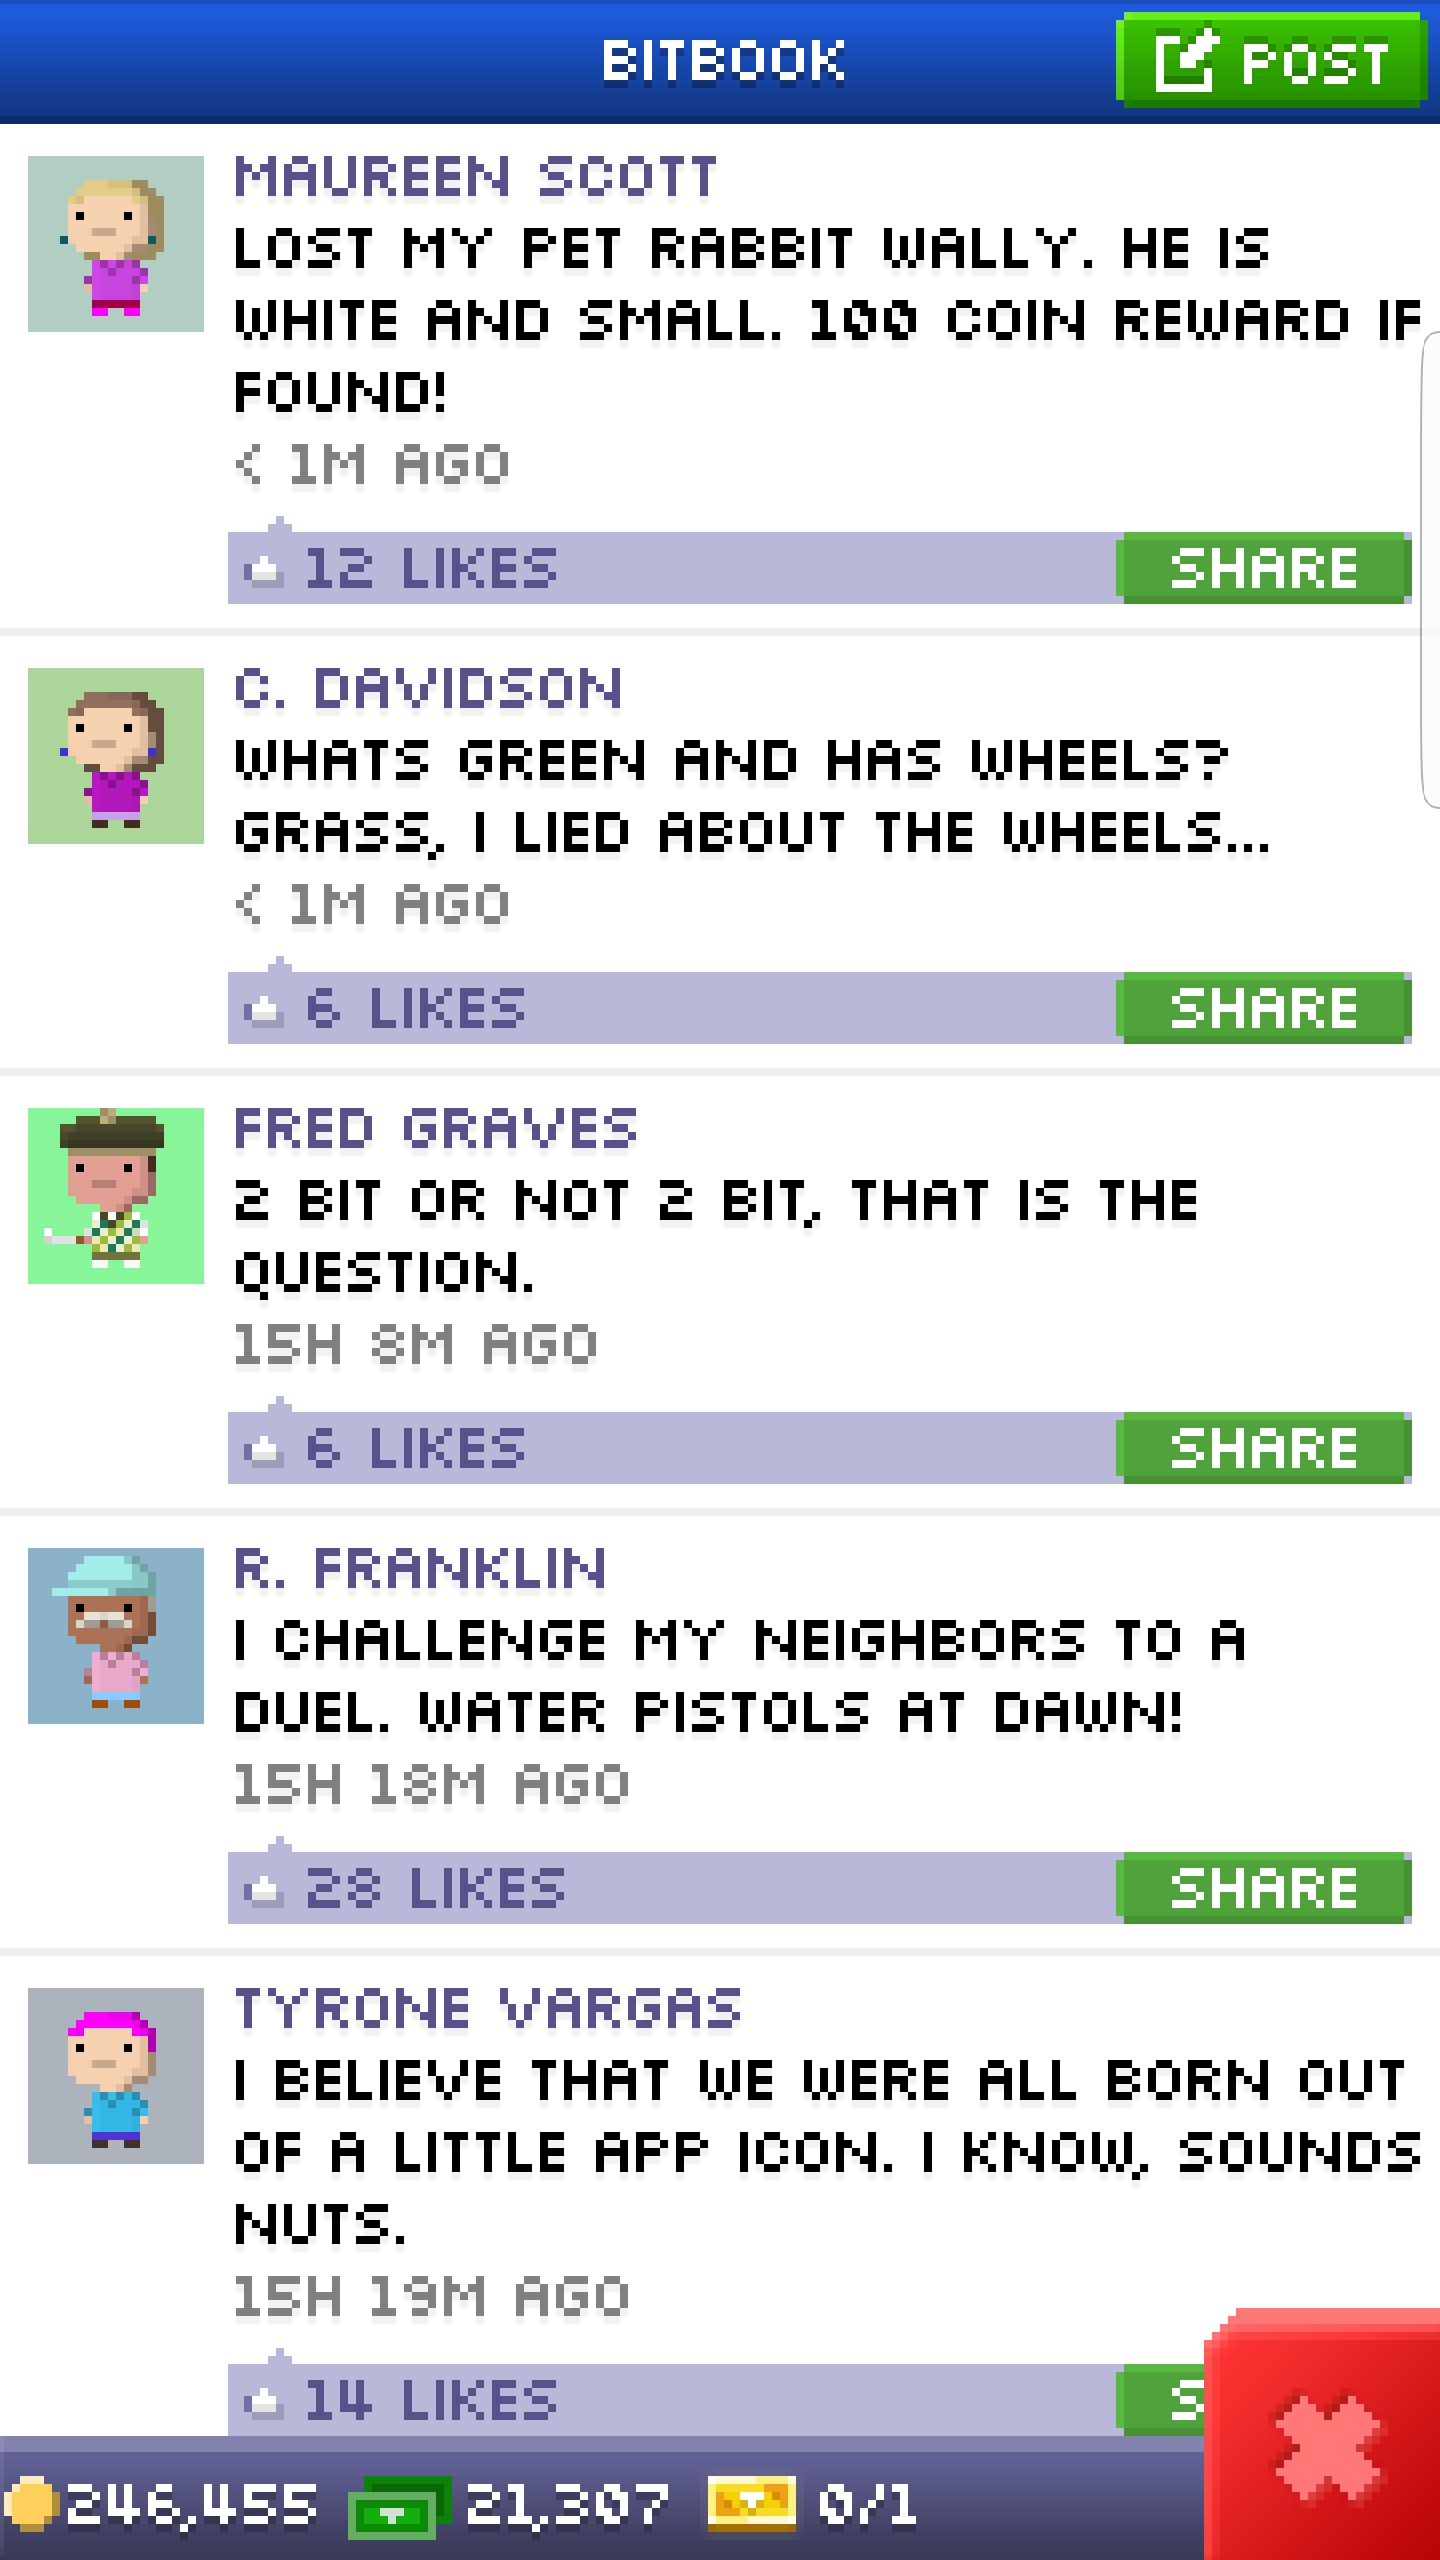 BITBOOK
POST
MAUREEN SCOTT
LOST MY PET RABBIT WALLY. HE IS
WHITE AND SMALL. 100 COIN REWARD IF
FOUND!
< 1M AGO
12 LIKES
SHARE
C. DAVIDSON
WHATS GREEN AND HAS WHEELS?
GRASS, I LIED ABOUT THE WHEELS...
< 1M AGO
6 LIKES
SHARE
FRED GRAVES
2 BIT OR NOT 2 BIT, THAT IS THE
QUESTION.
15H 8M AGO
6 LIKES
SHARE
R. FRANKLIN
I CHALLENGE MY NEIGHBORS TO A
DUEL. WATER PISTOLS AT DAWN!
15H 18M AGO
28 LIKES
SHARE
TYRONE VARGAS
I BELIEVE THAT WE WERE ALL BORN OUT
OF A LITTLE APP ICON. I KNOW, SOUNDS
NUTS.
15H 19M AGO
14 LIKES
S
246,455 21,307 0/1